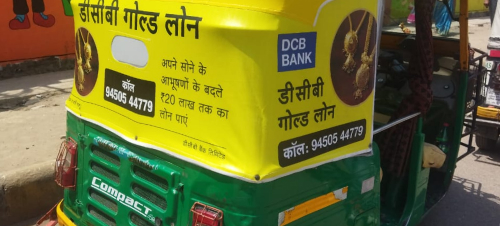 डीसीबी गोल्ड लोन
अपने सोने के
आभूषणों के बदले
₹20 लाख तक का
लोन पाएं
कॉल
94505 44779
डीसीबी बैंक लिमिटेड
DCB
BANK
डीसीबी
गोल्ड लोन
कॉल: 94505 44779
COMPACT